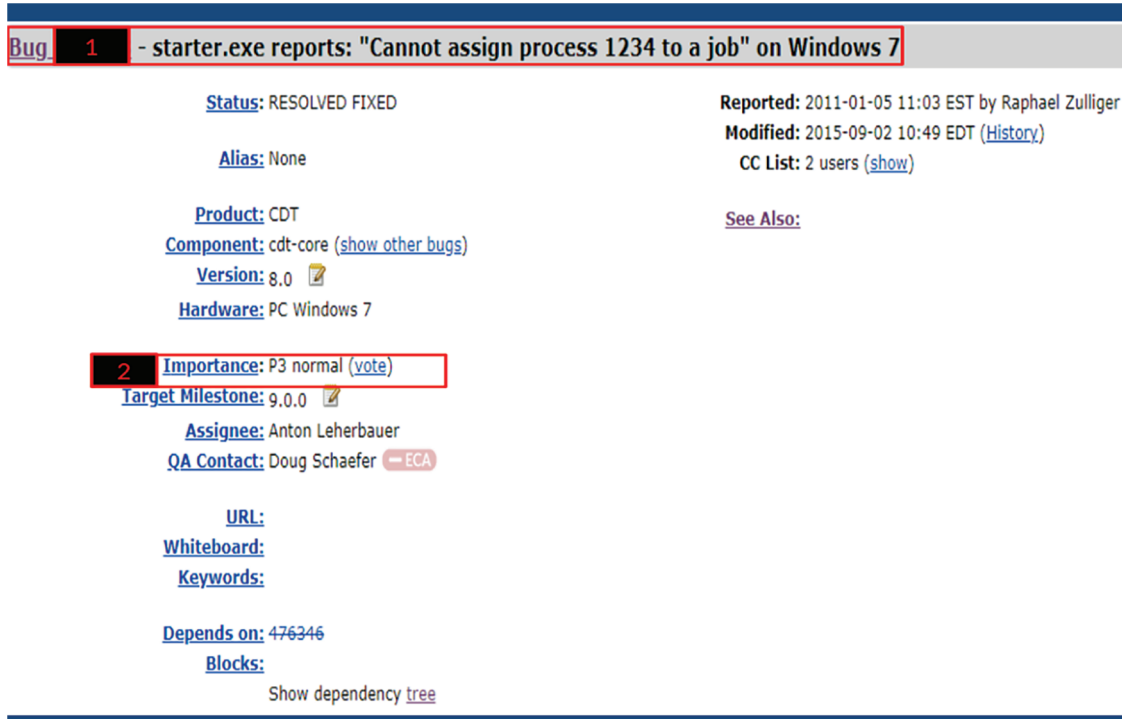 Bug 1 - starter.exe reports: "Cannot assign process 1234 to a job" on Windows 7
Status: RESOLVED FIXED
Alias: None
Product: CDT
Component: cdt-core (show other bugs)
Version: 8.0
Hardware: PC Windows 7
2 Importance: P3 normal (vote)
Target Milestone: 9.0.0
Assignee: Anton Leherbauer
QA Contact: Doug Schaefer ECA
URL:
Whiteboard:
Keywords:
Depends on: 476346
Blocks:
Show dependency tree
Reported: 2011-01-05 11:03 EST by Raphael Zulliger
Modified: 2015-09-02 10:49 EDT (History)
CC List: 2 users (show)
See Also: